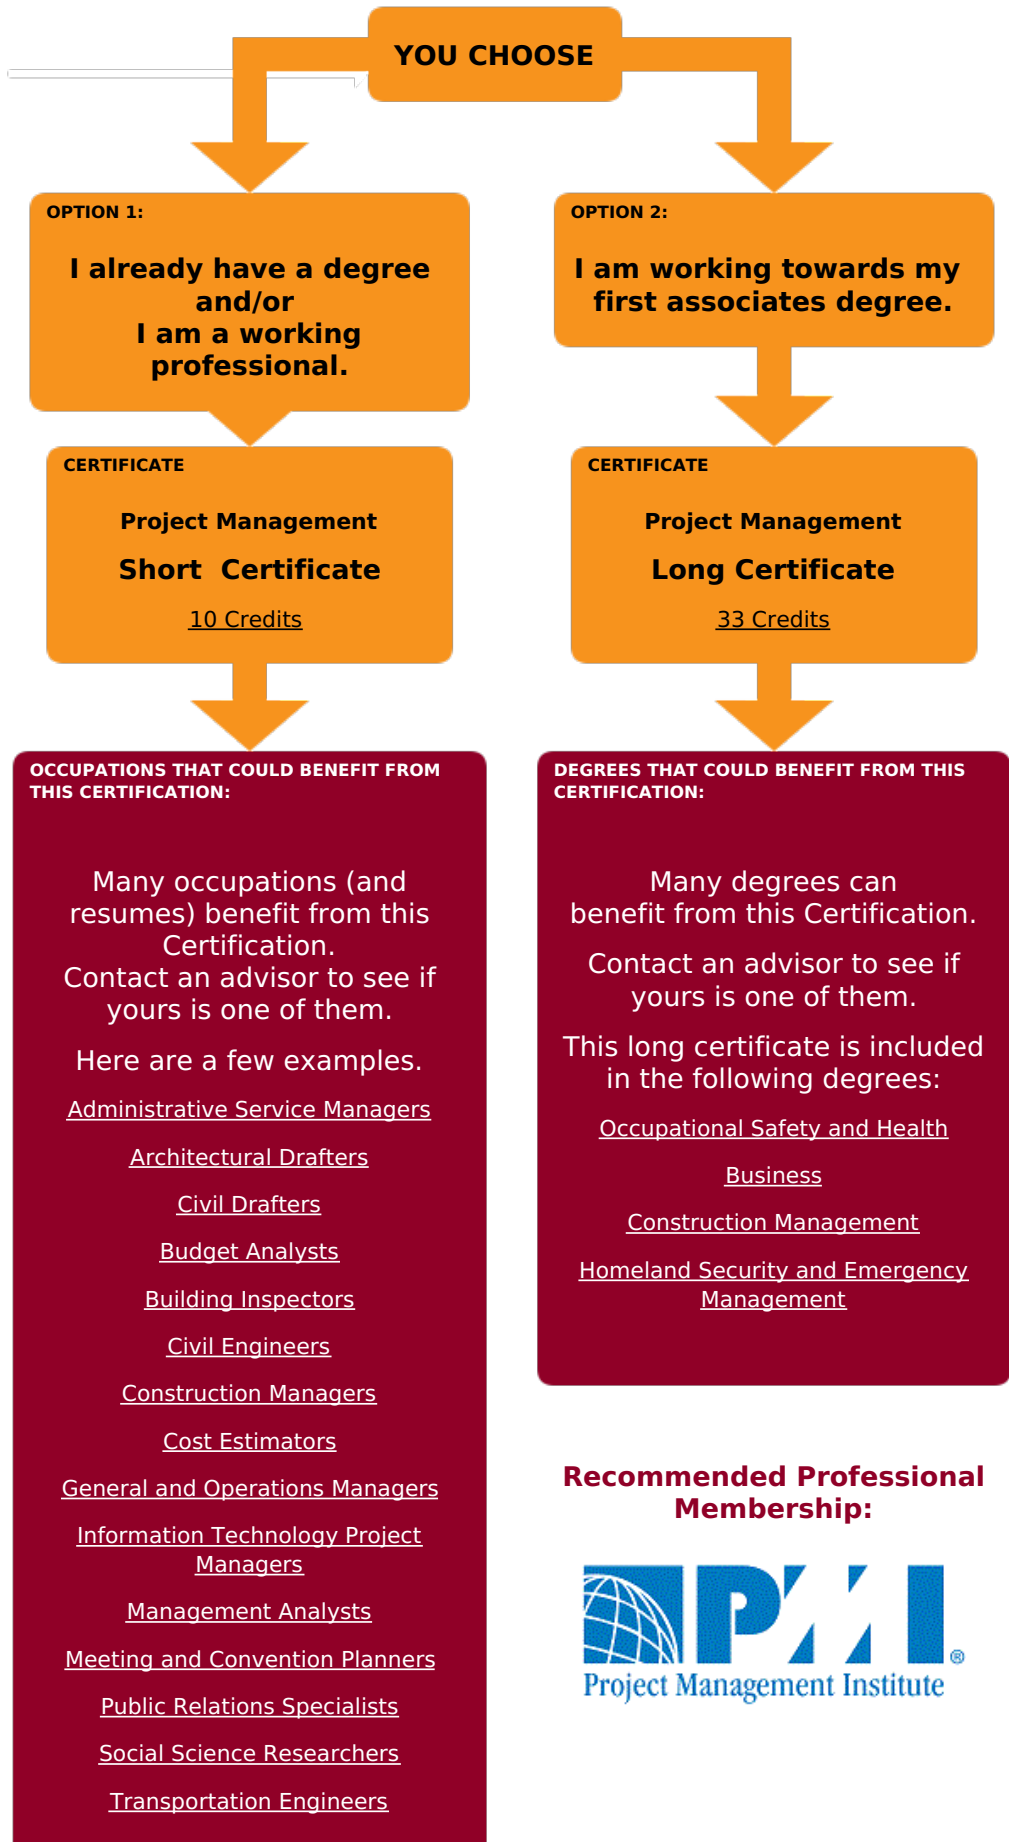 YOU CHOOSE
OPTION 1:
I already have a degree
and/or
I am a working
professional.
CERTIFICATE
Project Management
Short  Certificate
10 Credits
OCCUPATIONS THAT COULD BENEFIT FROM
THIS CERTIFICATION:
Many occupations (and
resumes) benefit from this
Certification.
Contact an advisor to see if
yours is one of them.
Here are a few examples.
Administrative Service Managers
Architectural Drafters
Civil Drafters
Budget Analysts
Building Inspectors
Civil Engineers
Construction Managers
Cost Estimators
General and Operations Managers
Information Technology Project
Managers
Management Analysts
Meeting and Convention Planners
Public Relations Specialists
Social Science Researchers
Transportation Engineers
OPTION 2:
I am working towards my
first associates degree.
CERTIFICATE
Project Management
Long Certificate
33 Credits
DEGREES THAT COULD BENEFIT FROM THIS
CERTIFICATION:
Many degrees can
benefit from this Certification.
Contact an advisor to see if
yours is one of them.
This long certificate is included
in the following degrees:
Occupational Safety and Health
Business
Construction Management
Homeland Security and Emergency
Management
Recommended Professional
Membership:
PMI®
Project Management Institute